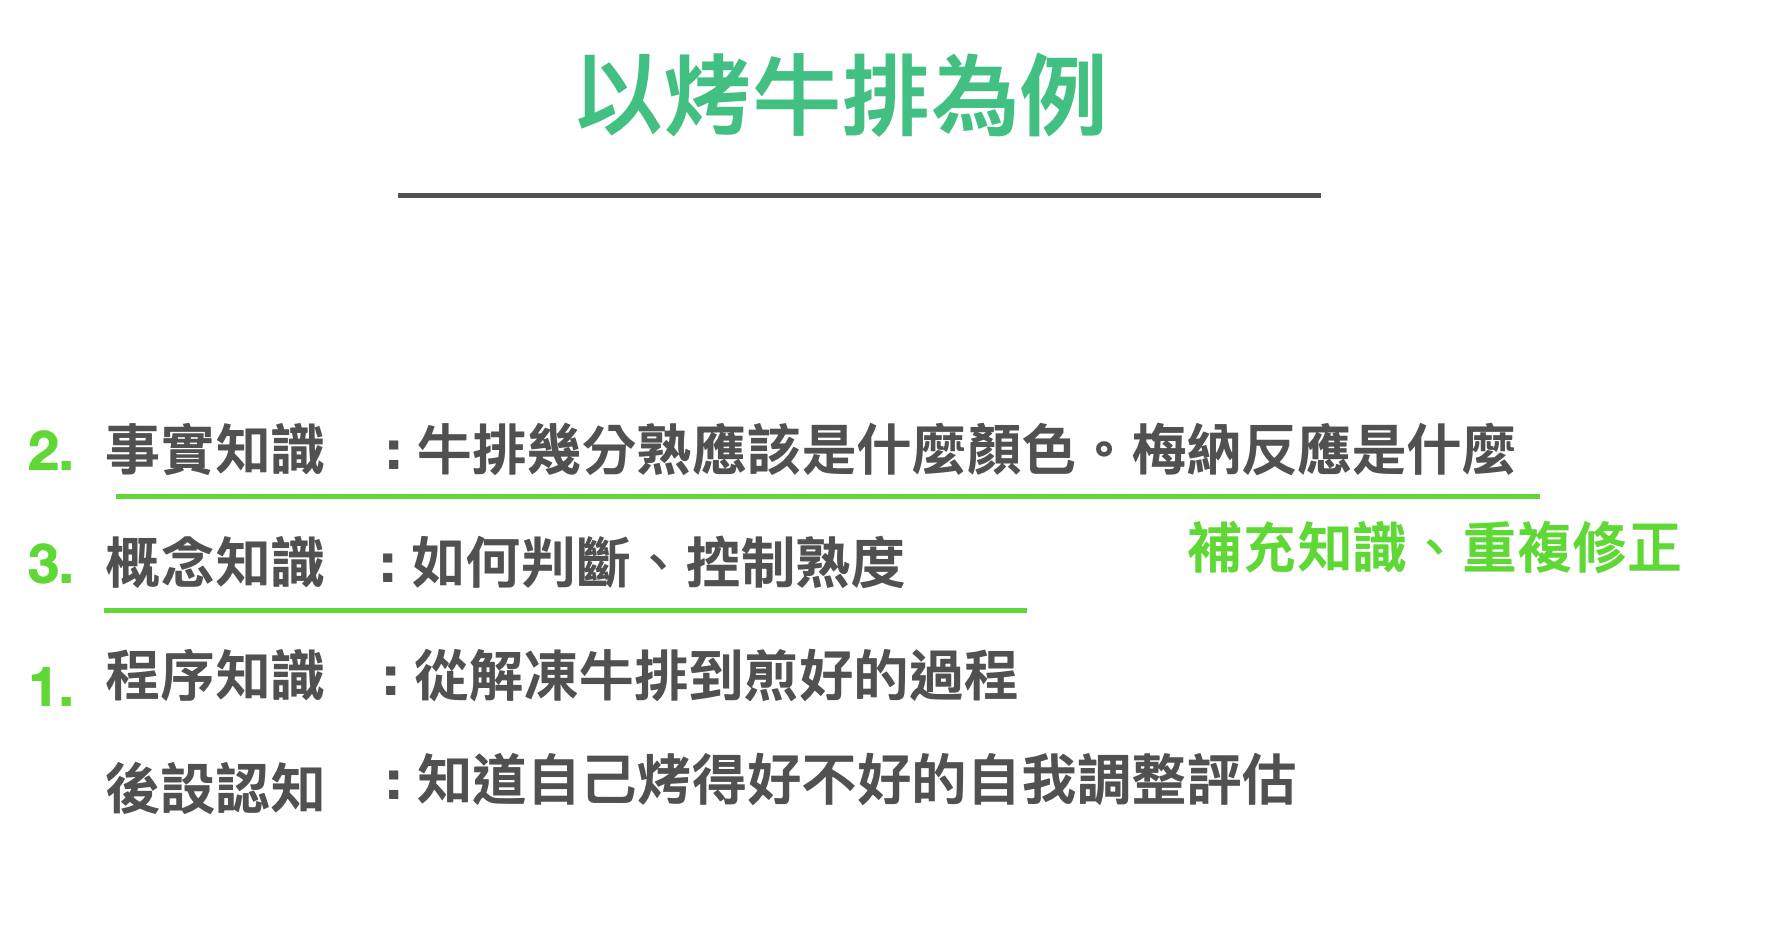 以烤牛排為例
2. 事實知識 : 牛排幾分熟應該是什麼顏色。梅納反應是什麼
3. 概念知識 : 如何判斷、控制熟度
補充知識、重複修正
1. 程序知識 : 從解凍牛排到煎好的過程
後設認知 : 知道自己烤得好不好的自我調整評估